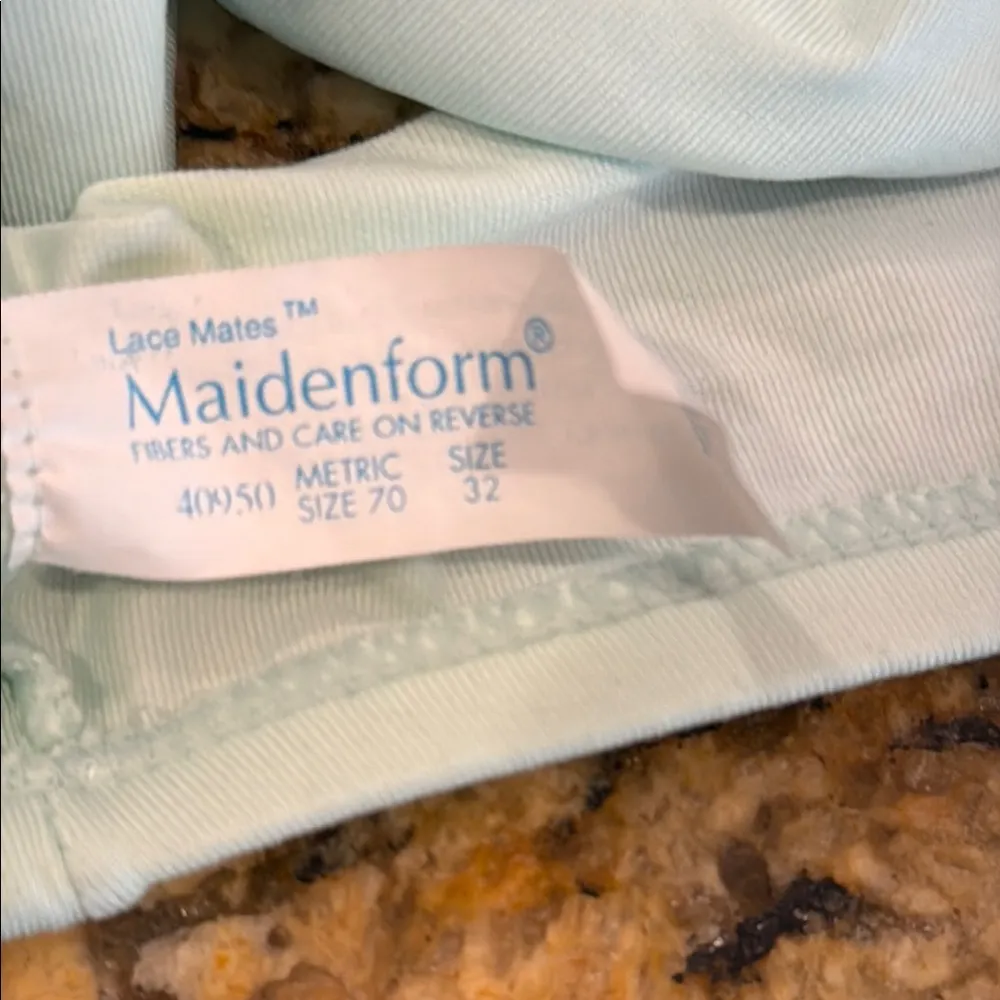 Lace Mates ™
Maidenform®
FIBERS AND CARE ON REVERSE
40950 METRIC SIZE
SIZE 70 32